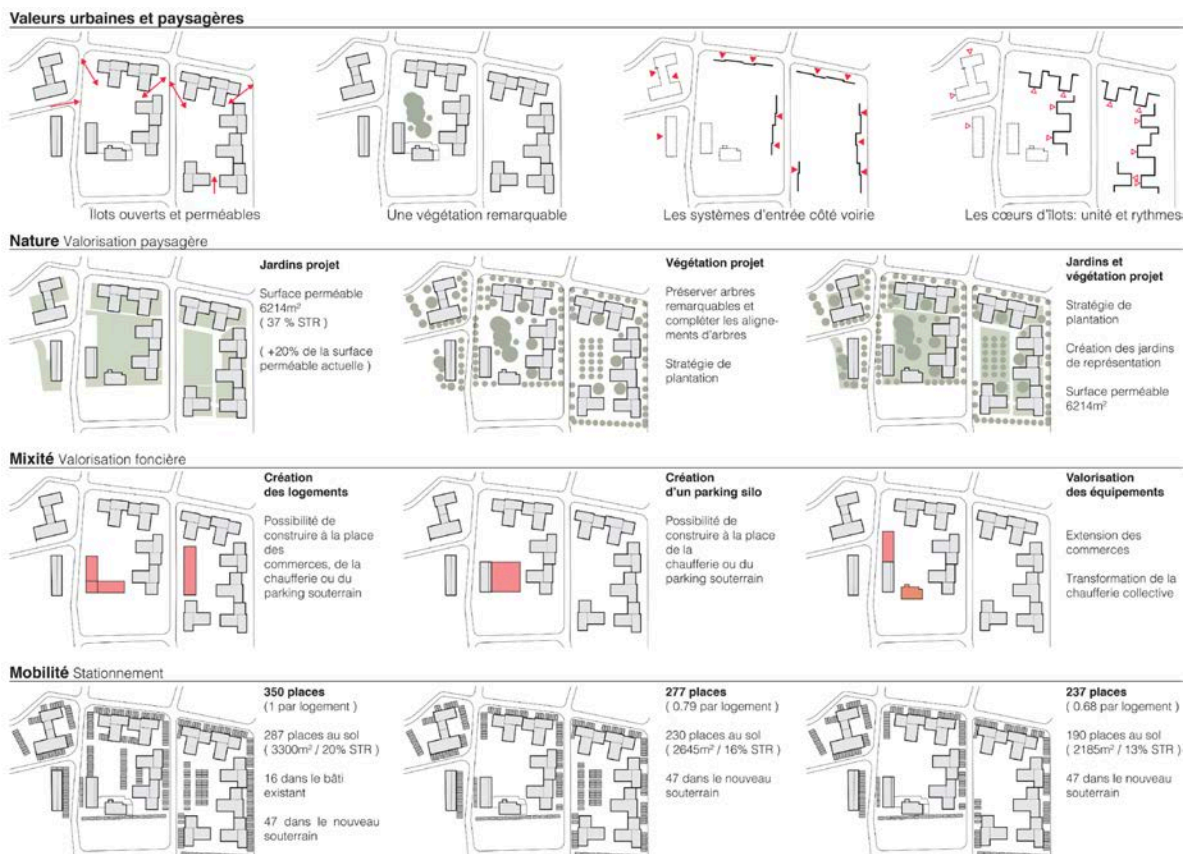 Valeurs urbaines et paysagères
Îlots ouverts et perméables
Une végétation remarquable
Les systèmes d'entrée côté voirie
Les cœurs d'îlots: unité et rythmes
Nature Valorisation paysagère
Jardins projet
Surface perméable
6214m²
( 37 % STR )
( +20% de la surface
perméable actuelle )
Végétation projet
Préserver arbres
remarquables et
compléter les aligne-
ments d'arbres
Stratégie de
plantation
Jardins et
végétation projet
Stratégie de
plantation
Création des jardins
de représentation
Surface perméable
6214m²
Mixité Valorisation foncière
Création
des logements
Possibilité de
construire à la place
des
commerces, de la
chaufferie ou du
parking souterrain
Création
d'un parking silo
Possibilité de
construire à la place
de la
chaufferie ou du
parking souterrain
Valorisation
des équipements
Extension des
commerces
Transformation de la
chaufferie collective
Mobilité Stationnement
350 places
(1 par logement )
287 places au sol
( 3300m² / 20% STR )
16 dans le bâti
existant
47 dans le nouveau
souterrain
277 places
( 0.79 par logement )
230 places au sol
( 2645m² / 16% STR )
47 dans le nouveau
souterrain
237 places
( 0.68 par logement )
190 places au sol
( 2185m² / 13% STR )
47 dans le nouveau
souterrain